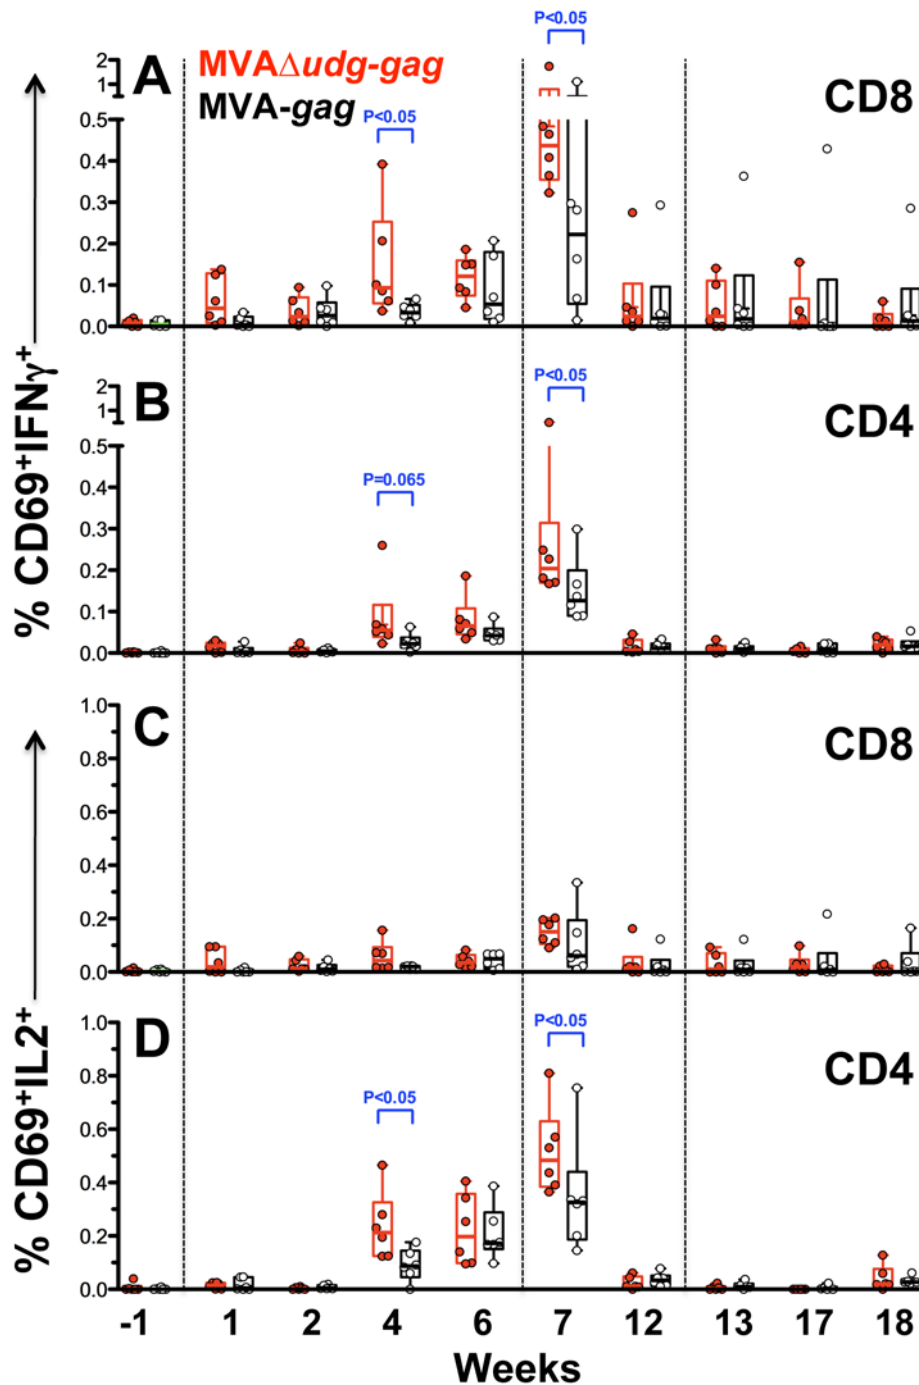 P<0.05
A
MVAΔudg-gag
MVA-gag
CD8
2
1
0.5
0.4
0.3
0.2
0.1
0.0
P<0.05
% CD69⁺IFNγ⁺
B
CD4
2
1
0.5
0.4
0.3
0.2
0.1
0.0
P=0.065
P<0.05
C
CD8
1.0
0.8
0.6
0.4
0.2
0.0
% CD69⁺IL2⁺
D
CD4
1.0
0.8
0.6
0.4
0.2
0.0
P<0.05
P<0.05
-1 1 2 4 6 7 12 13 17 18
Weeks